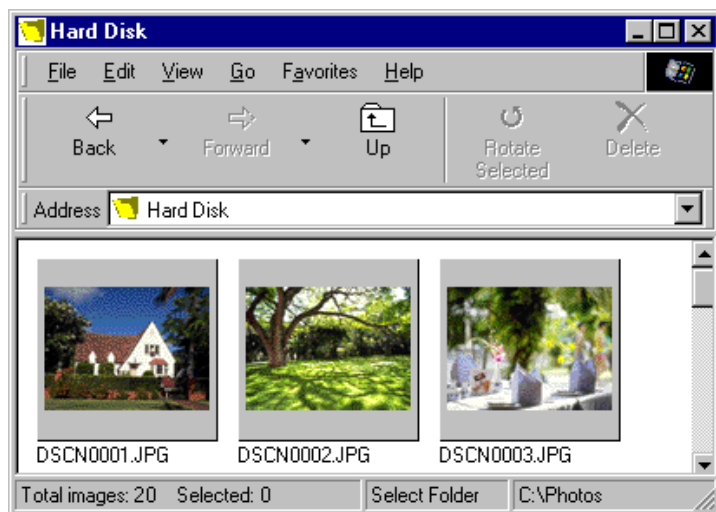 Hard Disk
File Edit View Go Favorites Help
Back Forward Up Rotate Selected Delete
Address Hard Disk
DSCN0001.JPG DSCN0002.JPG DSCN0003.JPG
Total images: 20 Selected: 0 Select Folder C:\Photos